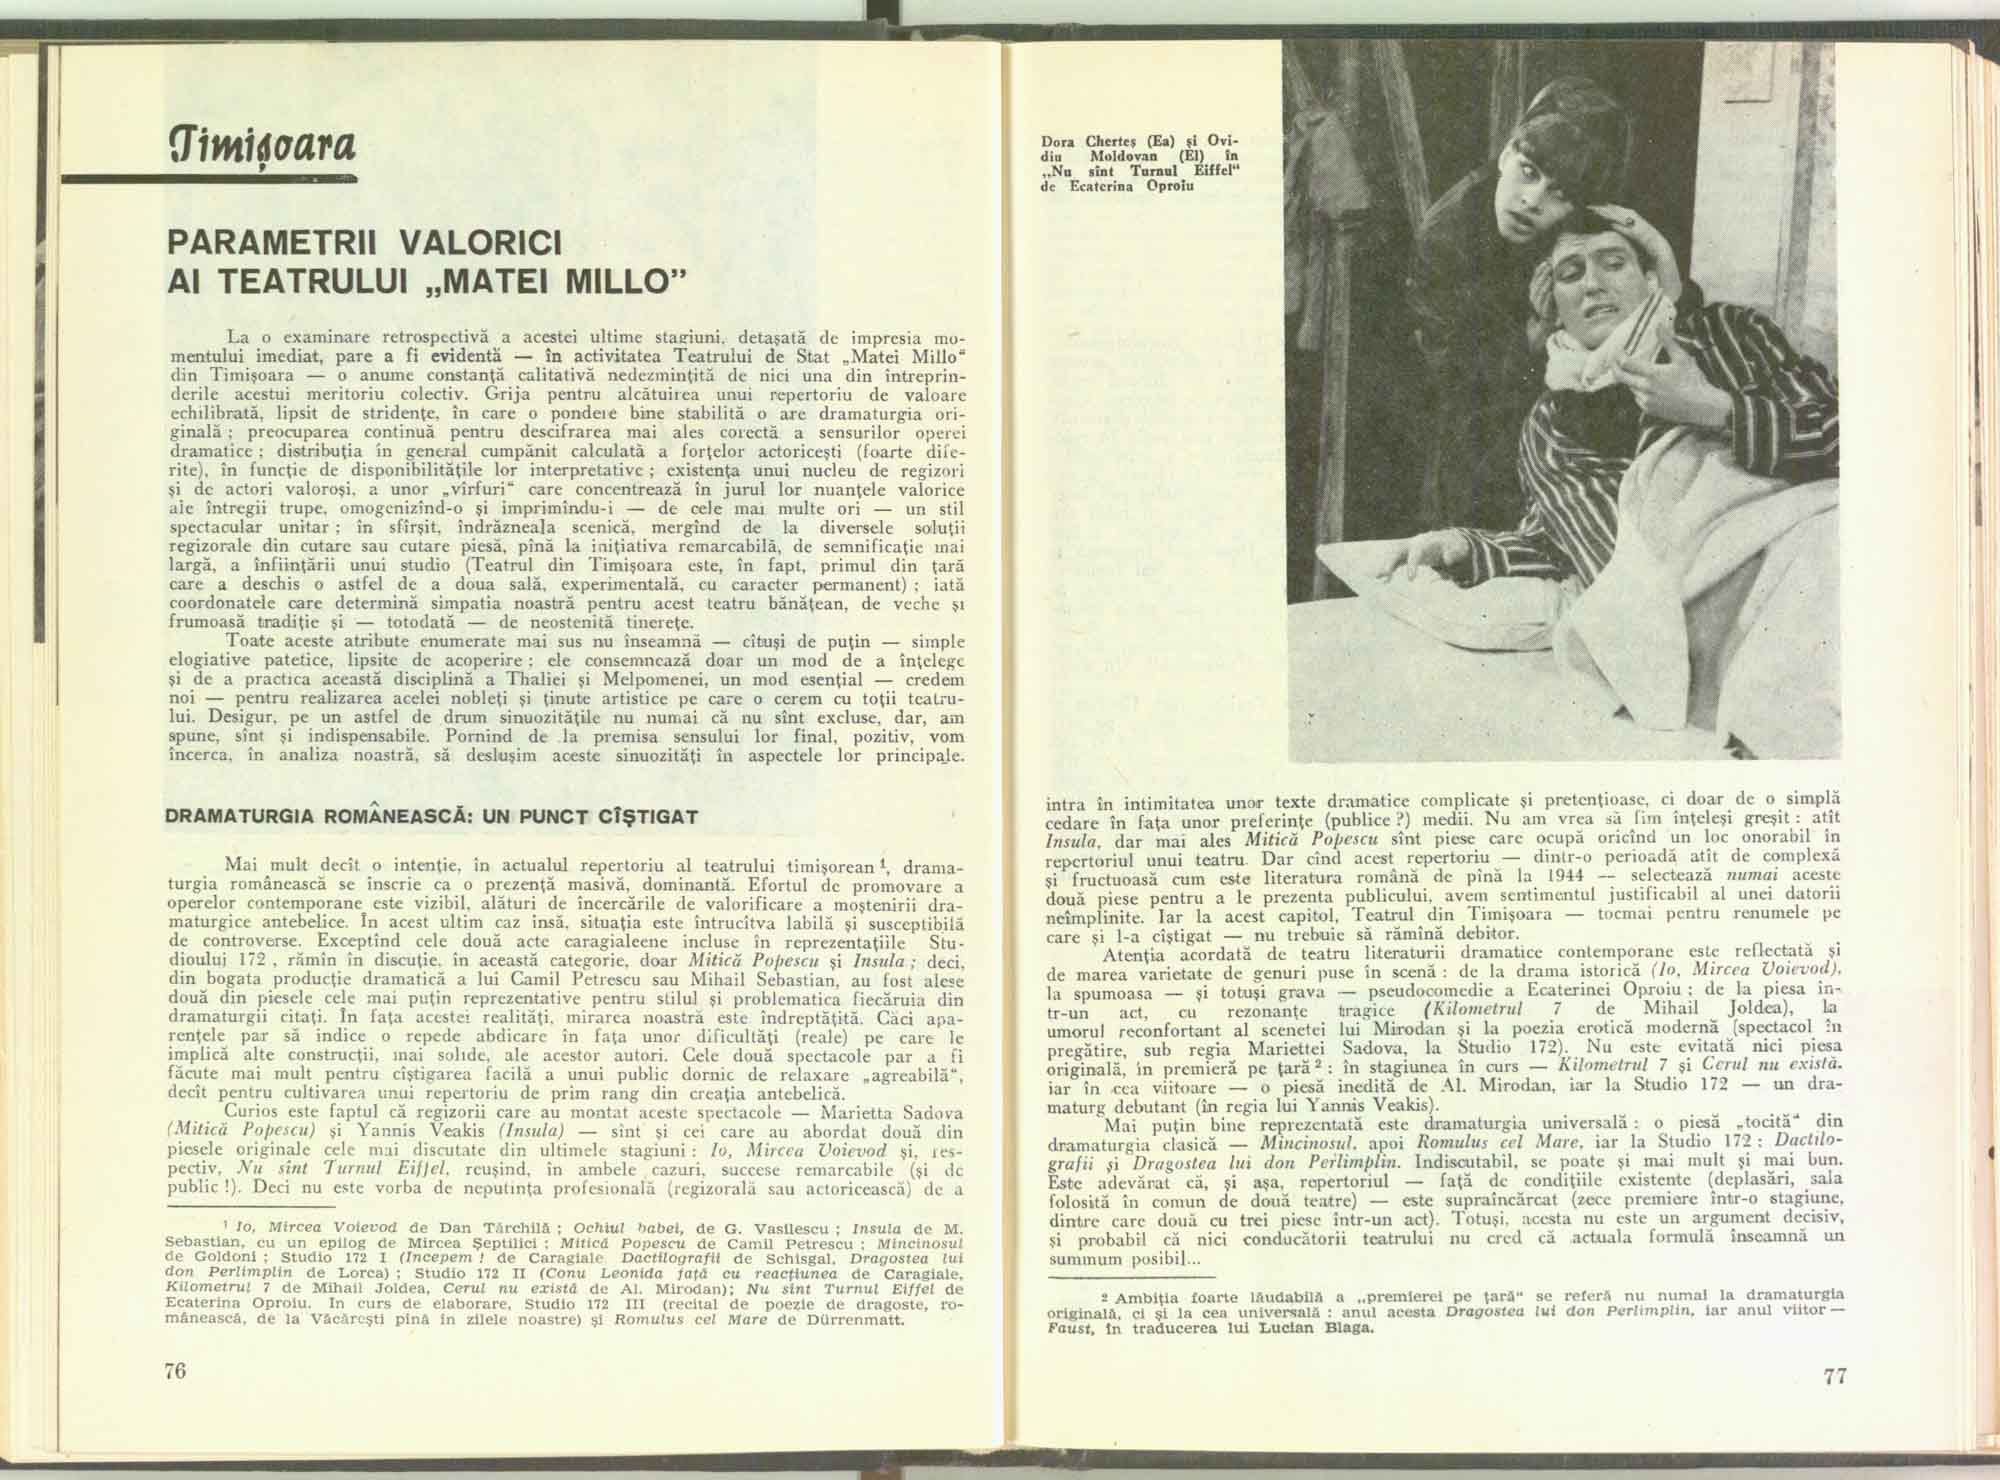 Timișoara
PARAMETRII VALORICI
AI TEATRULUI „MATEI MILLO”
La o examinare retrospectivă a acestei ultime stagiuni, detașată de impresia mo-
mentului imediat, pare a fi evidentă — în activitatea Teatrului de Stat „Matei Millo“
din Timișoara — o anume constanță calitativă nedezmințită de nici una din întreprin-
derile acestui meritoriu colectiv. Grija pentru alcătuirea unui repertoriu de valoare
echilibrată, lipsit de stridențe, în care o pondere bine stabilită o are dramaturgia ori-
ginală ; preocuparea continuă pentru descifrarea mai ales corectă a sensurilor operei
dramatice ; distribuția în general cumpănit calculată a forțelor actoricești (foarte dife-
rite), în funcție de disponibilitățile lor interpretative ; existența unui nucleu de regizori
și de actori valoroși, a unor „vîrfuri“ care concentrează în jurul lor nuanțele valorice
ale întregii trupe, omogenizînd-o și imprimîndu-i — de cele mai multe ori — un stil
spectacular unitar ; în sfîrșit, îndrăzneala scenică, mergînd de la diversele soluții
regizorale din cutare sau cutare piesă, pînă la inițiativa remarcabilă, de semnificație mai
largă, a înființării unui studio (Teatrul din Timișoara este, în fapt, primul din țară
care a deschis o astfel de a doua sală, experimentală, cu caracter permanent) ; iată
coordonatele care determină simpatia noastră pentru acest teatru bănățean, de veche și
frumoasă tradiție și — totodată — de neostenită tinerețe.
Toate aceste atribute enumerate mai sus nu înseamnă — cîtuși de puțin — simple
elogiative patetice, lipsite de acoperire ; ele consemnează doar un mod de a înțelege
și de a practica această disciplină a Thaliei și Melpomenei, un mod esențial — credem
noi — pentru realizarea acelei nobleți și ținute artistice pe care o cerem cu toții teatru-
lui. Desigur, pe un astfel de drum sinuozitățile nu numai că nu sînt excluse, dar, am
spune, sînt și indispensabile. Pornind de la premisa sensului lor final, pozitiv, vom
încerca, în analiza noastră, să deslușim aceste sinuozități în aspectele lor principale.
DRAMATURGIA ROMÂNEASCĂ: UN PUNCT CÎȘTIGAT
Mai mult decît o intenție, în actualul repertoriu al teatrului timișorean ¹, drama-
turgia românească se înscrie ca o prezență masivă, dominantă. Efortul de promovare a
operelor contemporane este vizibil, alături de încercările de valorificare a moștenirii dra-
maturgice antebelice. În acest ultim caz însă, situația este întrucîtva labilă și susceptibilă
de controverse. Exceptînd cele două acte caragialeene incluse în reprezentațiile Stu-
dioului 172 , rămîn în discuție, în această categorie, doar Mitică Popescu și Insula ; deci,
din bogata producție dramatică a lui Camil Petrescu sau Mihail Sebastian, au fost alese
două din piesele cele mai puțin reprezentative pentru stilul și problematica fiecăruia din
dramaturgii citați. În fața acestei realități, mirarea noastră este îndreptățită. Căci apa-
rențele par să indice o repede abdicare în fața unor dificultăți (reale) pe care le
implică alte construcții, mai solide, ale acestor autori. Cele două spectacole par a fi
făcute mai mult pentru cîștigarea facilă a unui public dornic de relaxare „agreabilă“,
decît pentru cultivarea unui repertoriu de prim rang din creația antebelică.
Curios este faptul că regizorii care au montat aceste spectacole — Marietta Sadova
(Mitică Popescu) și Yannis Veakis (Insula) — sînt și cei care au abordat două din
piesele originale cele mai discutate din ultimele stagiuni : Io, Mircea Voievod și, res-
pectiv, Nu sînt Turnul Eiffel, reușind, în ambele cazuri, succese remarcabile (și de
public !). Deci nu este vorba de neputința profesională (regizorală sau actoricească) de a
¹ Io, Mircea Voievod de Dan Tărchilă ; Ochiul babei, de G. Vasilescu ; Insula de M.
Sebastian, cu un epilog de Mircea Șeptilici ; Mitică Popescu de Camil Petrescu ; Mincinosul
de Goldoni ; Studio 172 I (Incepem ! de Caragiale Dactilografii de Schisgal, Dragostea lui
don Perlimplin de Lorca) ; Studio 172 II (Conu Leonida față cu reacțiunea de Caragiale,
Kilometrul 7 de Mihail Joldea, Cerul nu există de Al. Mirodan); Nu sînt Turnul Eiffel de
Ecaterina Oproiu. In curs de elaborare, Studio 172 III (recital de poezie de dragoste, ro-
mânească, de la Văcărești pînă în zilele noastre) și Romulus cel Mare de Dürrenmatt.
76
Dora Cherteș (Ea) și Ovi-
diu Moldovan (El) în
„Nu sînt Turnul Eiffel“
de Ecaterina Oproiu
intra în intimitatea unor texte dramatice complicate și pretențioase, ci doar de o simplă
cedare în fața unor preferințe (publice ?) medii. Nu am vrea să fim înțeleși greșit : atît
Insula, dar mai ales Mitică Popescu sînt piese care ocupă oricînd un loc onorabil în
repertoriul unui teatru. Dar cînd acest repertoriu — dintr-o perioadă atît de complexă
și fructuoasă cum este literatura română de pînă la 1944 — selectează numai aceste
două piese pentru a le prezenta publicului, avem sentimentul justificabil al unei datorii
neîmplinite. Iar la acest capitol, Teatrul din Timișoara — tocmai pentru renumele pe
care și l-a cîștigat — nu trebuie să rămînă debitor.
Atenția acordată de teatru literaturii dramatice contemporane este reflectată și
de marea varietate de genuri puse în scenă : de la drama istorică (Io, Mircea Voievod),
la spumoasa — și totuși grava — pseudocomedie a Ecaterinei Oproiu ; de la piesa în-
tr-un act, cu rezonanțe tragice (Kilometrul 7 de Mihail Joldea), la
umorul reconfortant al scenetei lui Mirodan și la poezia erotică modernă (spectacol în
pregătire, sub regia Mariettei Sadova, la Studio 172). Nu este evitată nici piesa
originală, în premieră pe țară ² : în stagiunea în curs — Kilometrul 7 și Cerul nu există,
iar în cea viitoare — o piesă inedită de Al. Mirodan, iar la Studio 172 — un dra-
maturg debutant (în regia lui Yannis Veakis).
Mai puțin bine reprezentată este dramaturgia universală : o piesă „tocită“ din
dramaturgia clasică — Mincinosul, apoi Romulus cel Mare, iar la Studio 172 : Dactilo-
grafii și Dragostea lui don Perlimplin. Indiscutabil, se poate și mai mult și mai bun.
Este adevărat că, și așa, repertoriul — față de condițiile existente (deplasări, sala
folosită în comun de două teatre) — este supraîncărcat (zece premiere într-o stagiune,
dintre care două cu trei piese într-un act). Totuși, acesta nu este un argument decisiv,
și probabil că nici conducătorii teatrului nu cred că actuala formulă înseamnă un
summum posibil...
² Ambiția foarte lăudabilă a „premierei pe țară“ se referă nu numai la dramaturgia
originală, ci și la cea universală : anul acesta Dragostea lui don Perlimplin, iar anul viitor —
Faust, în traducerea lui Lucian Blaga.
77